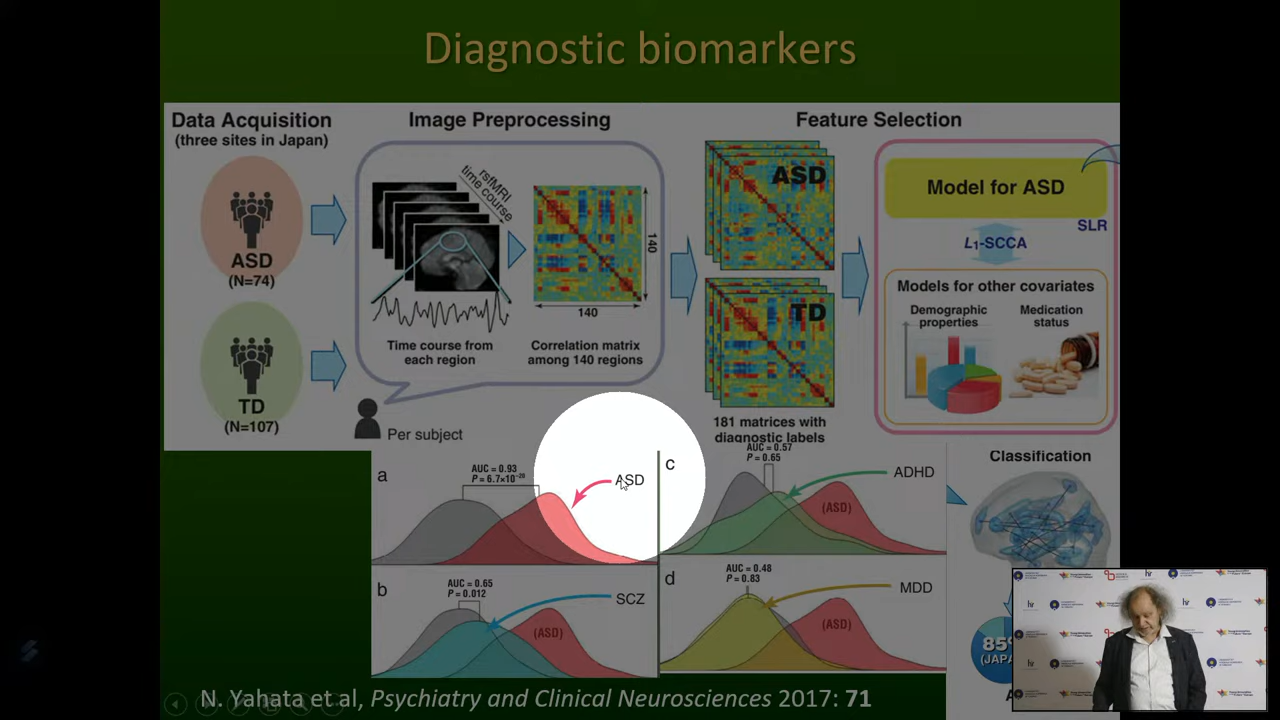 Diagnostic biomarkers
Data Acquisition
(three sites in Japan)
ASD
(N=74)
TD
(N=107)
Image Preprocessing
rsfMRI
time course
140
140
Time course from
each region
Correlation matrix
among 140 regions
Per subject
Feature Selection
ASD
TD
181 matrices with
diagnostic labels
Model for ASD
SLR
L1-SCCA
Models for other covariates
Demographic
properties
Medication
status
a
AUC = 0.93
ASD
b
AUC = 0.65
P = 0.012
SCZ
(ASD)
c
AUC = 0.57
P = 0.65
ADHD
(ASD)
d
AUC = 0.48
P = 0.83
MDD
(ASD)
Classification
N. Yahata et al, Psychiatry and Clinical Neurosciences 2017: 71